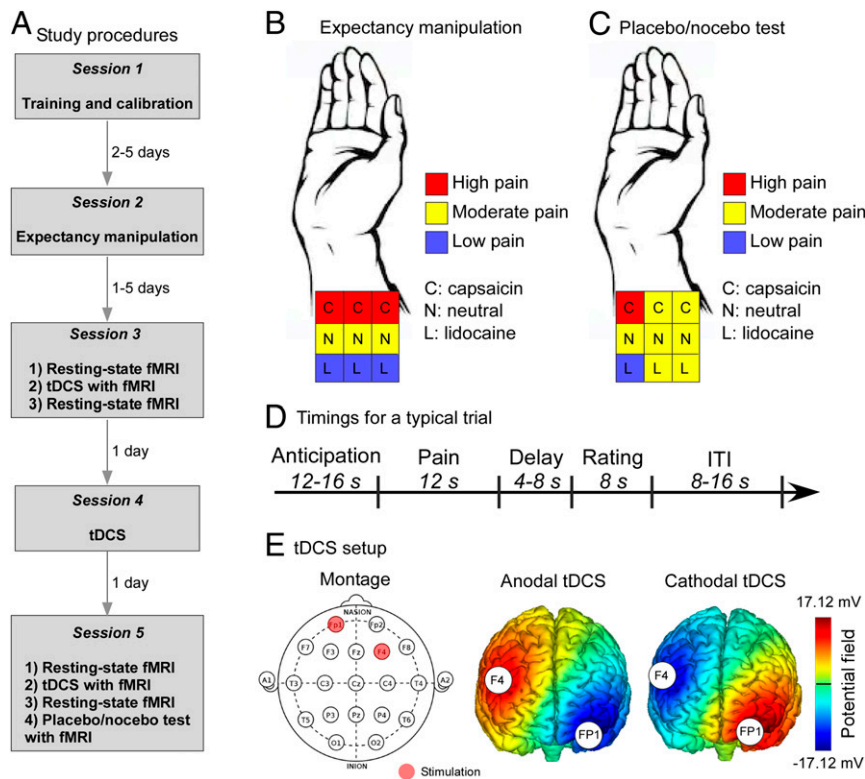 A
Study procedures
Session 1
Training and calibration
2-5 days
Session 2
Expectancy manipulation
1-5 days
Session 3
1) Resting-state fMRI
2) tDCS with fMRI
3) Resting-state fMRI
1 day
Session 4
tDCS
1 day
Session 5
1) Resting-state fMRI
2) tDCS with fMRI
3) Resting-state fMRI
4) Placebo/nocebo test
with fMRI
B Expectancy manipulation
High pain
Moderate pain
Low pain
C: capsaicin
N: neutral
L: lidocaine
C C C
N N N
L L L
C Placebo/nocebo test
High pain
Moderate pain
Low pain
C: capsaicin
N: neutral
L: lidocaine
C C C
N N N
L L L
D Timings for a typical trial
Anticipation Pain Delay Rating ITI
12-16 s 12 s 4-8 s 8 s 8-16 s
E tDCS setup
Montage
NASION
Fp1 Fp2
F7 F3 Fz F4 F8
A1 T3 C3 Cz C4 T4 A2
T5 P3 Pz P4 T6
O1 O2
INION
Stimulation
Anodal tDCS
F4
FP1
Cathodal tDCS
F4
FP1
17.12 mV
Potential field
-17.12 mV